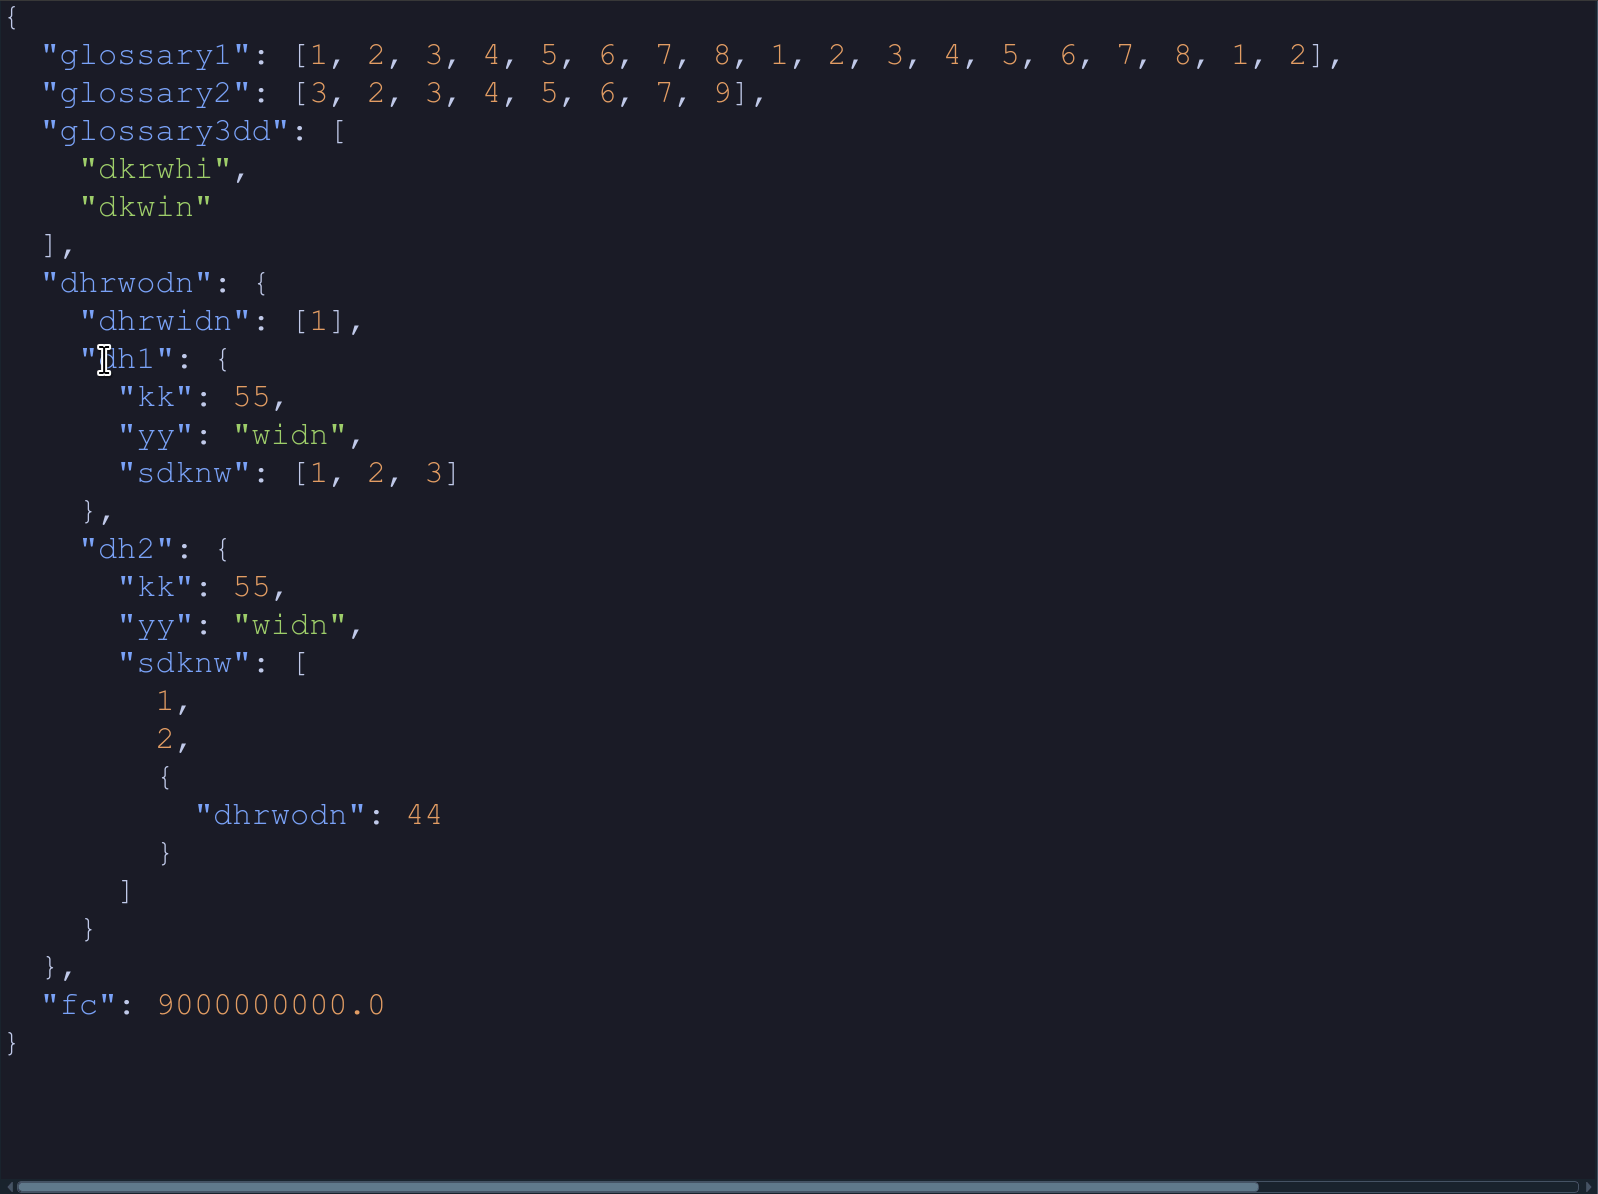 {
  "glossary1": [1, 2, 3, 4, 5, 6, 7, 8, 1, 2, 3, 4, 5, 6, 7, 8, 1, 2],
  "glossary2": [3, 2, 3, 4, 5, 6, 7, 9],
  "glossary3dd": [
    "dkrwhi",
    "dkwin"
  ],
  "dhrwodn": {
    "dhrwidn": [1],
    "dh1": {
      "kk": 55,
      "yy": "widn",
      "sdknw": [1, 2, 3]
    },
    "dh2": {
      "kk": 55,
      "yy": "widn",
      "sdknw": [
        1,
        2,
        {
          "dhrwodn": 44
        }
      ]
    }
  },
  "fc": 9000000000.0
}